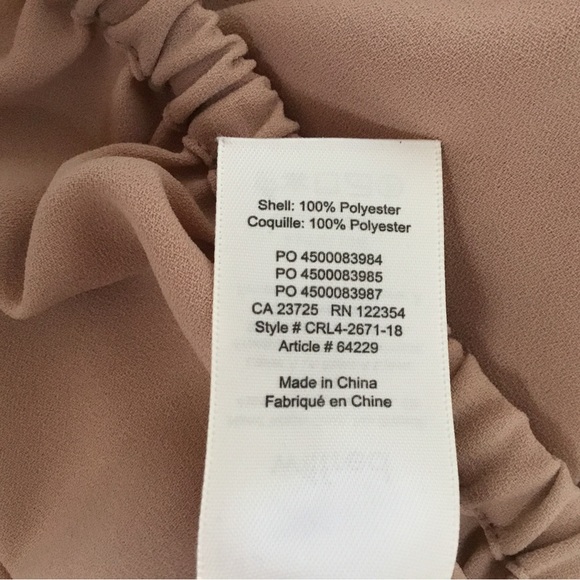 Shell: 100% Polyester
Coquille: 100% Polyester
PO 4500083984
PO 4500083985
PO 4500083987
CA 23725 RN 122354
Style # CRL4-2671-18
Article # 64229
Made in China
Fabriqué en Chine